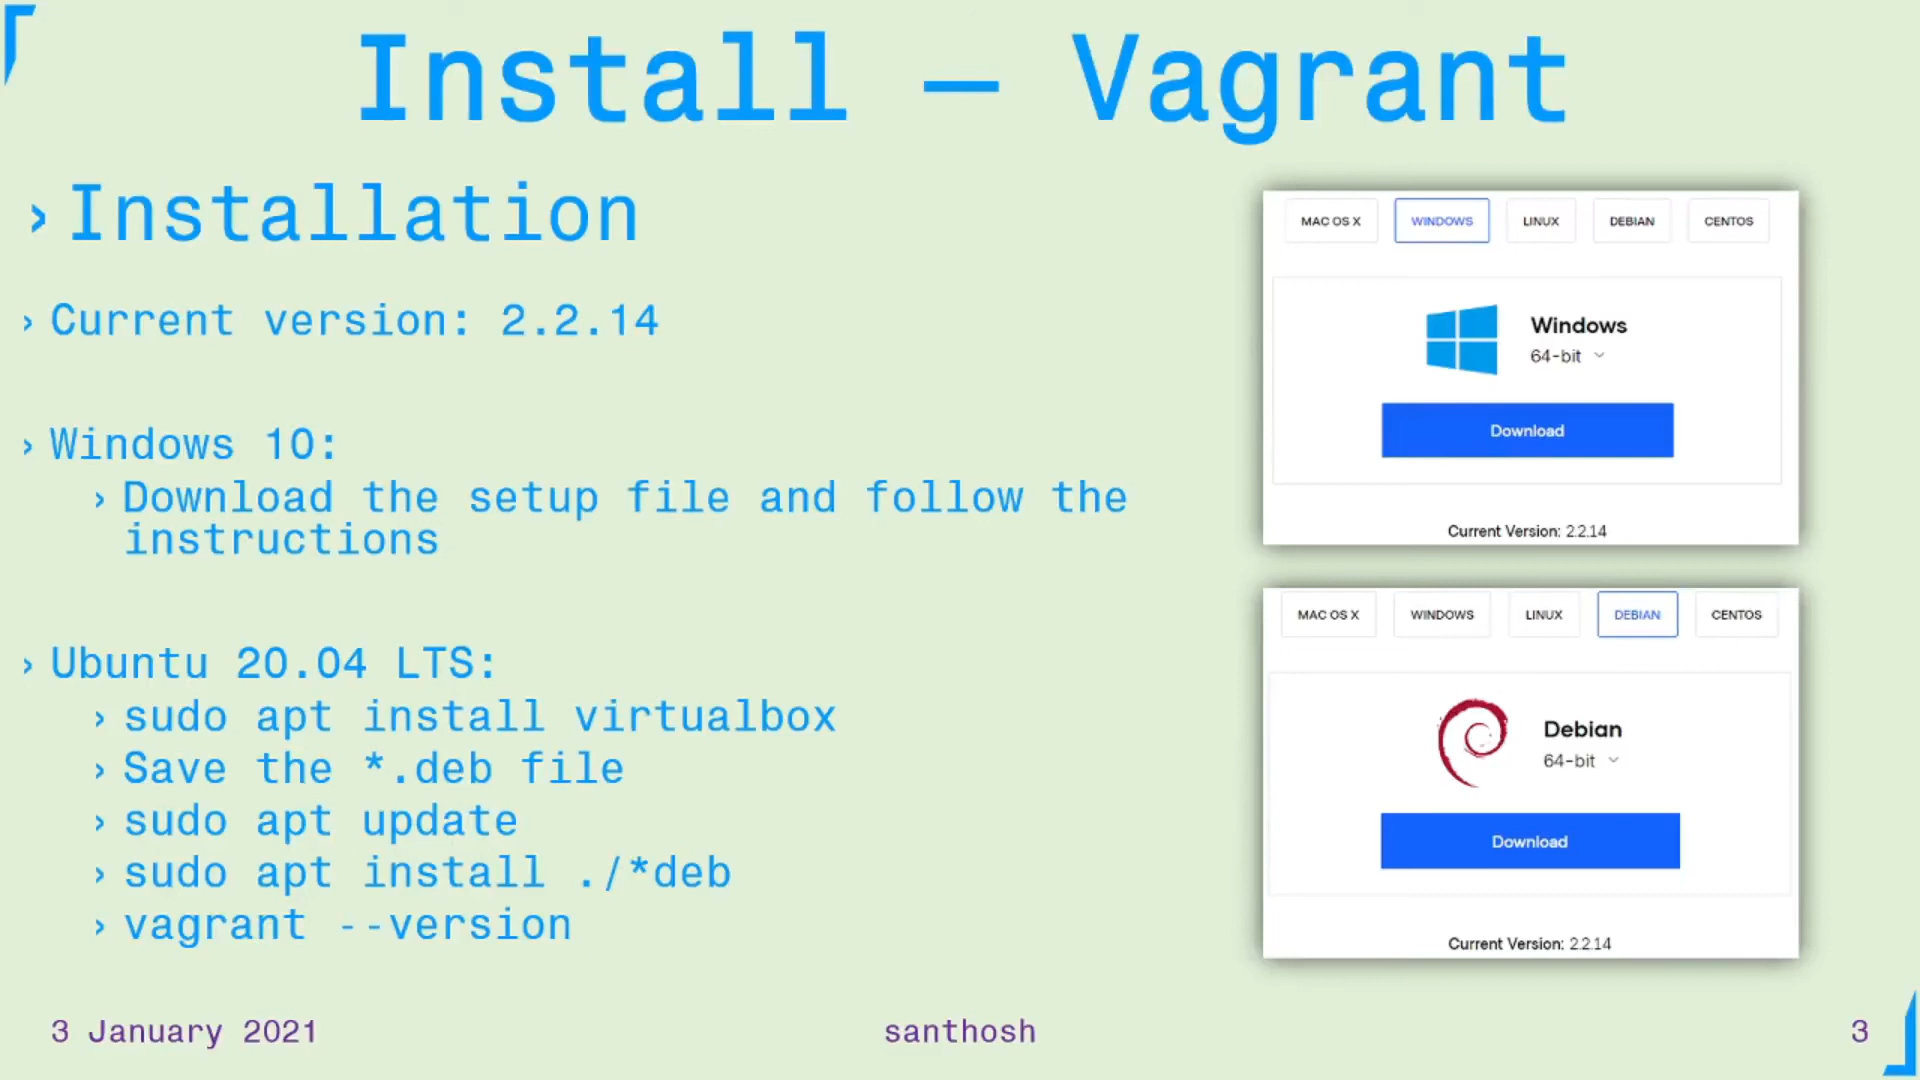 Install – Vagrant
›Installation
› Current version: 2.2.14
› Windows 10:
› Download the setup file and follow the
instructions
› Ubuntu 20.04 LTS:
› sudo apt install virtualbox
› Save the *.deb file
› sudo apt update
› sudo apt install ./*deb
› vagrant --version
MAC OS X WINDOWS LINUX DEBIAN CENTOS
Windows
64-bit
Download
Current Version: 2.2.14
MAC OS X WINDOWS LINUX DEBIAN CENTOS
Debian
64-bit
Download
Current Version: 2.2.14
3 January 2021 santhosh 3